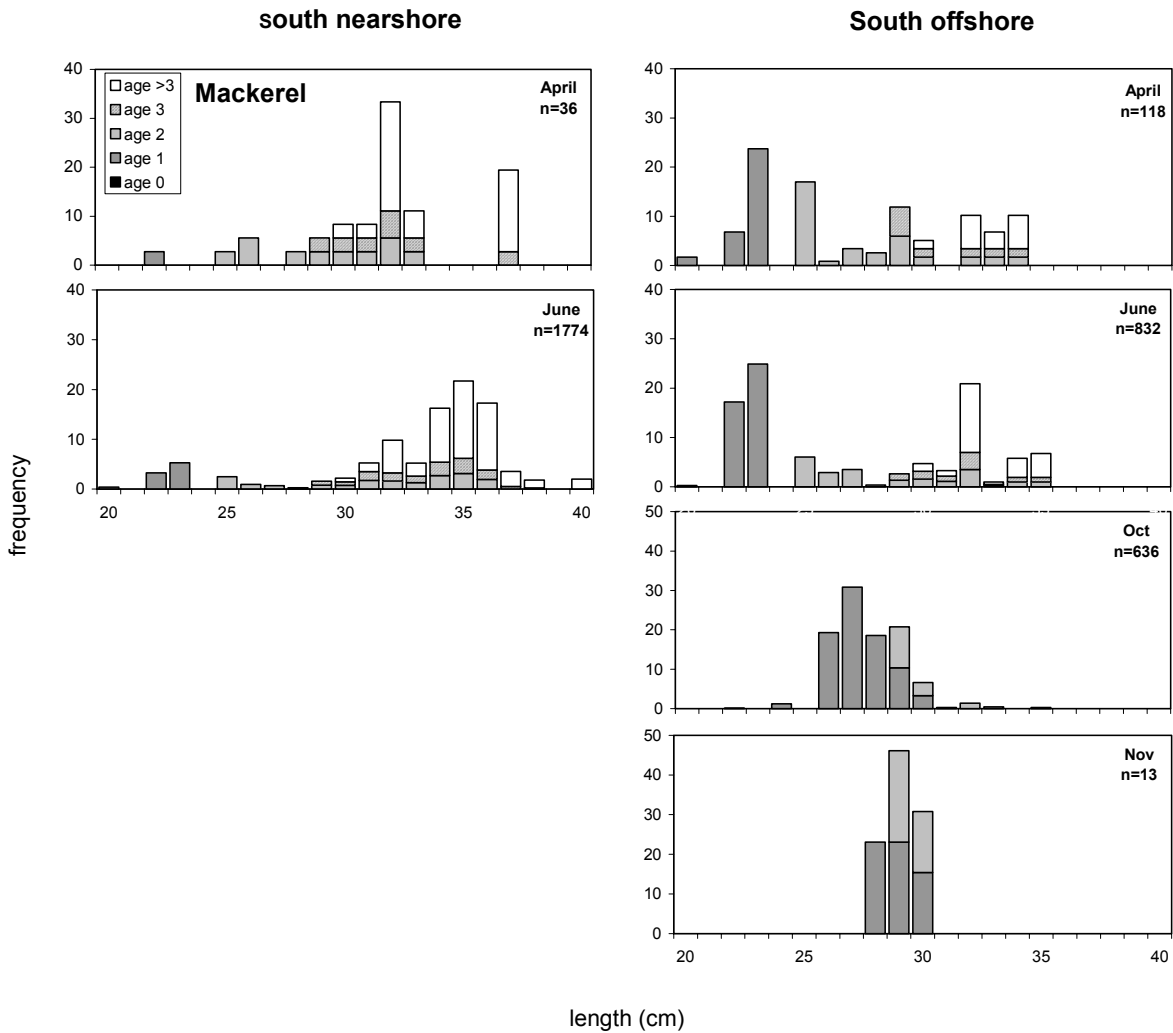 south nearshore
South offshore
40
30
20
10
0
age >3
age 3
age 2
age 1
age 0
Mackerel
April
n=36
40
30
20
10
0
April
n=118
40
30
20
10
0
June
n=1774
20
25
30
35
40
40
30
20
10
0
June
n=832
50
40
30
20
10
0
Oct
n=636
50
40
30
20
10
0
Nov
n=13
20
25
30
35
40
frequency
length (cm)